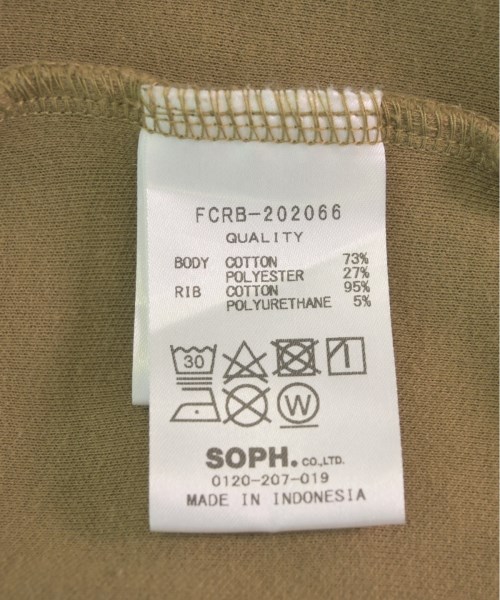 FCRB-202066
QUALITY
BODY COTTON 73%
POLYESTER 27%
RIB COTTON 95%
POLYURETHANE 5%
30
W
SOPH. CO.,LTD.
0120-207-019
MADE IN INDONESIA